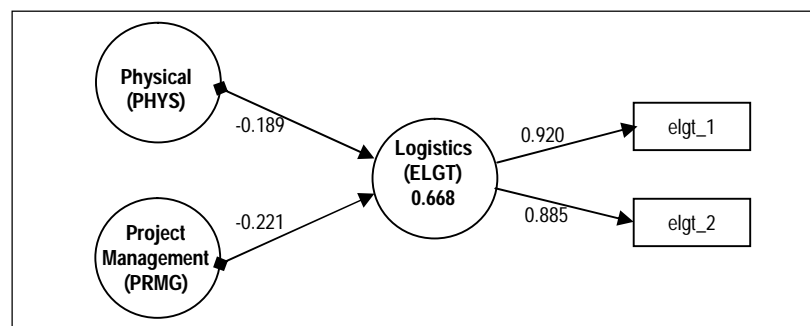 Physical
(PHYS)
-0.189
Logistics
(ELGT)
0.668
0.920
elgt_1
0.885
elgt_2
-0.221
Project
Management
(PRMG)